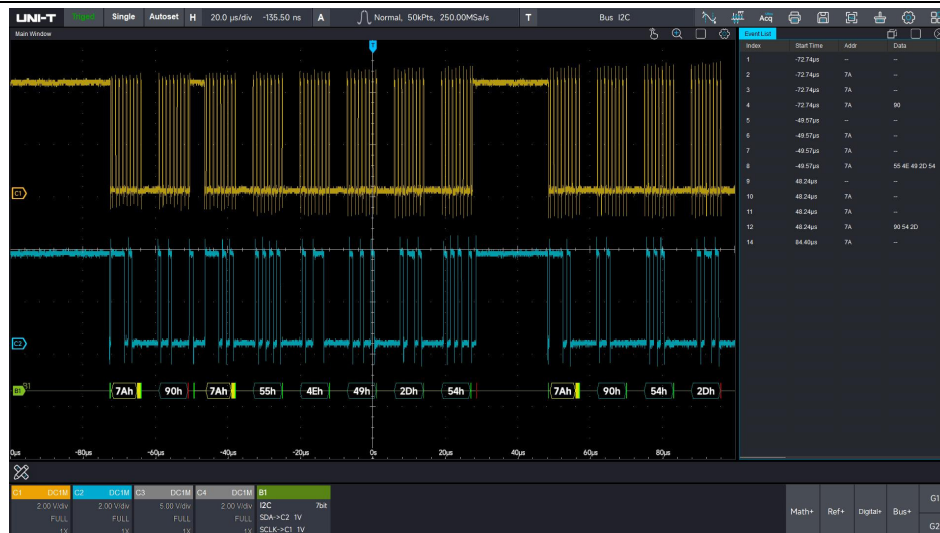 UNI-T Triged Single Autoset H 20.0 µs/div -135.50 ns A Normal, 50kPts, 250.00MSa/s T Bus I2C Acq
Main Window
EventList
Index Start Time Addr Data
1 -72.74µs -- --
2 -72.74µs 7A --
3 -72.74µs 7A --
4 -72.74µs 7A 90
5 -49.57µs -- --
6 -49.57µs 7A --
7 -49.57µs 7A --
8 -49.57µs 7A 55 4E 49 2D 54
9 48.24µs -- --
10 48.24µs 7A --
11 48.24µs 7A --
12 48.24µs 7A 90 54 2D
14 84.40µs 7A --
T
C1
C2
B1 B1 7Ah 90h 7Ah 55h 4Eh 49h 2Dh 54h 7Ah 90h 54h 2Dh
0µs -80µs -60µs -40µs -20µs 0s 20µs 40µs 60µs 80µs
C1 DC1M C2 DC1M C3 DC1M C4 DC1M B1
2.00 V/div 2.00 V/div 5.00 V/div 2.00 V/div I2C 7bit
FULL FULL FULL FULL SDA->C2 1V
1X 1X 1X 1X SCLK->C1 1V
Math+ Ref+ Digital+ Bus+ G1
G2